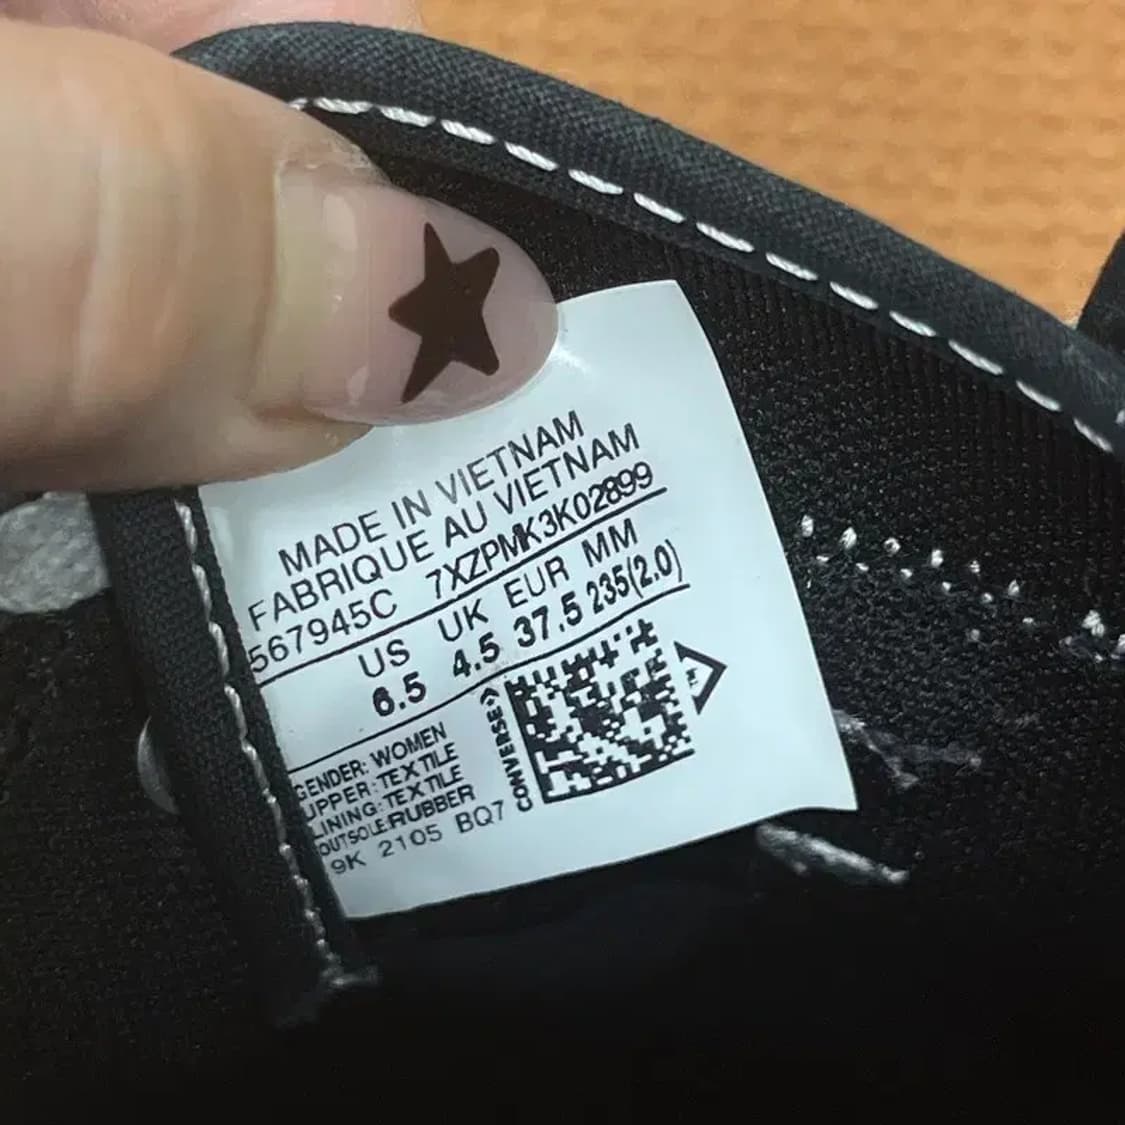 MADE IN VIETNAM
FABRIQUE AU VIETNAM
567945C 7XZPMK3K02899
US UK EUR MM
6.5 4.5 37.5 235(2.0)
GENDER: WOMEN
UPPER: TEXTILE
LINING: TEXTILE
OUTSOLE:RUBBER
9K 2105 BQ7
CONVERSE